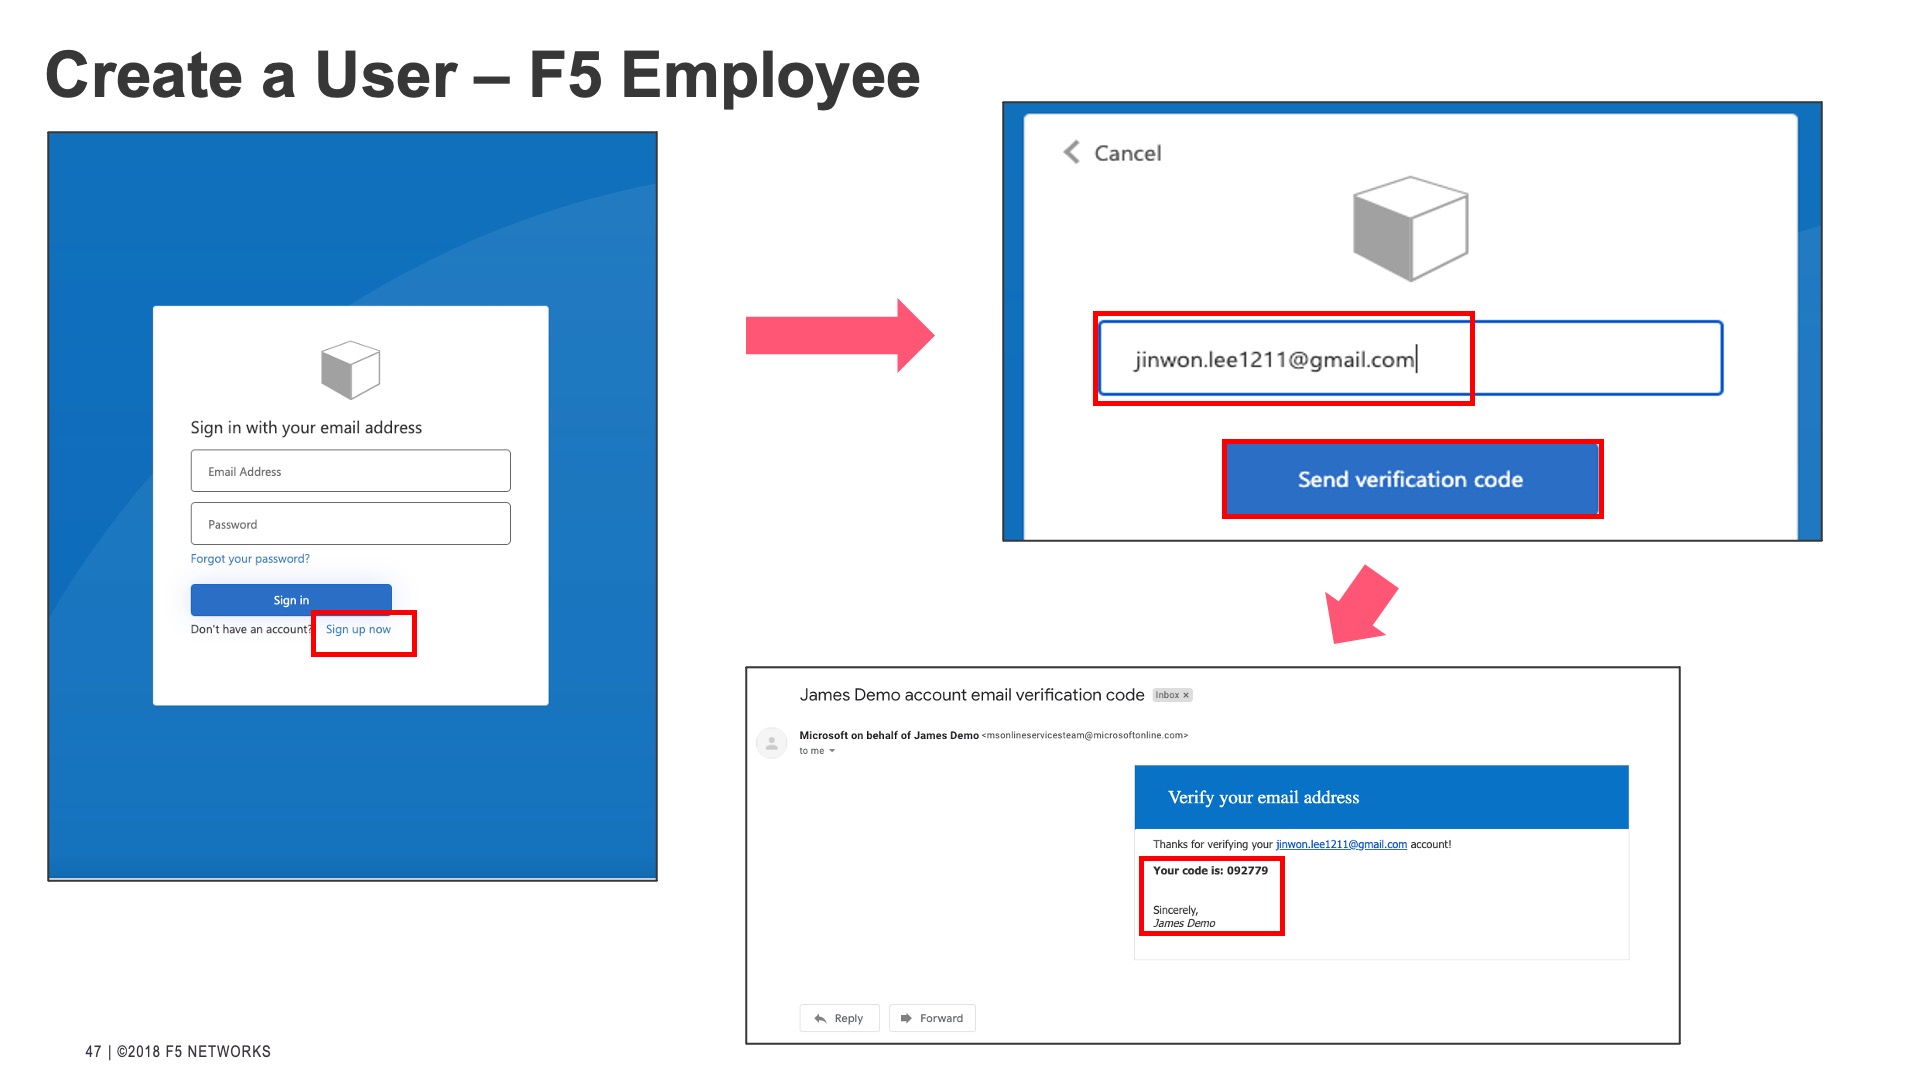 Create a User – F5 Employee
Sign in with your email address
Email Address
Password
Forgot your password?
Sign in
Don't have an account? Sign up now
Cancel
jinwon.lee1211@gmail.com
Send verification code
James Demo account email verification code Inbox ×
Microsoft on behalf of James Demo <msonlineservicesteam@microsoftonline.com>
to me
Verify your email address
Thanks for verifying your jinwon.lee1211@gmail.com account!
Your code is: 092779
Sincerely,
James Demo
Reply Forward
47 | ©2018 F5 NETWORKS